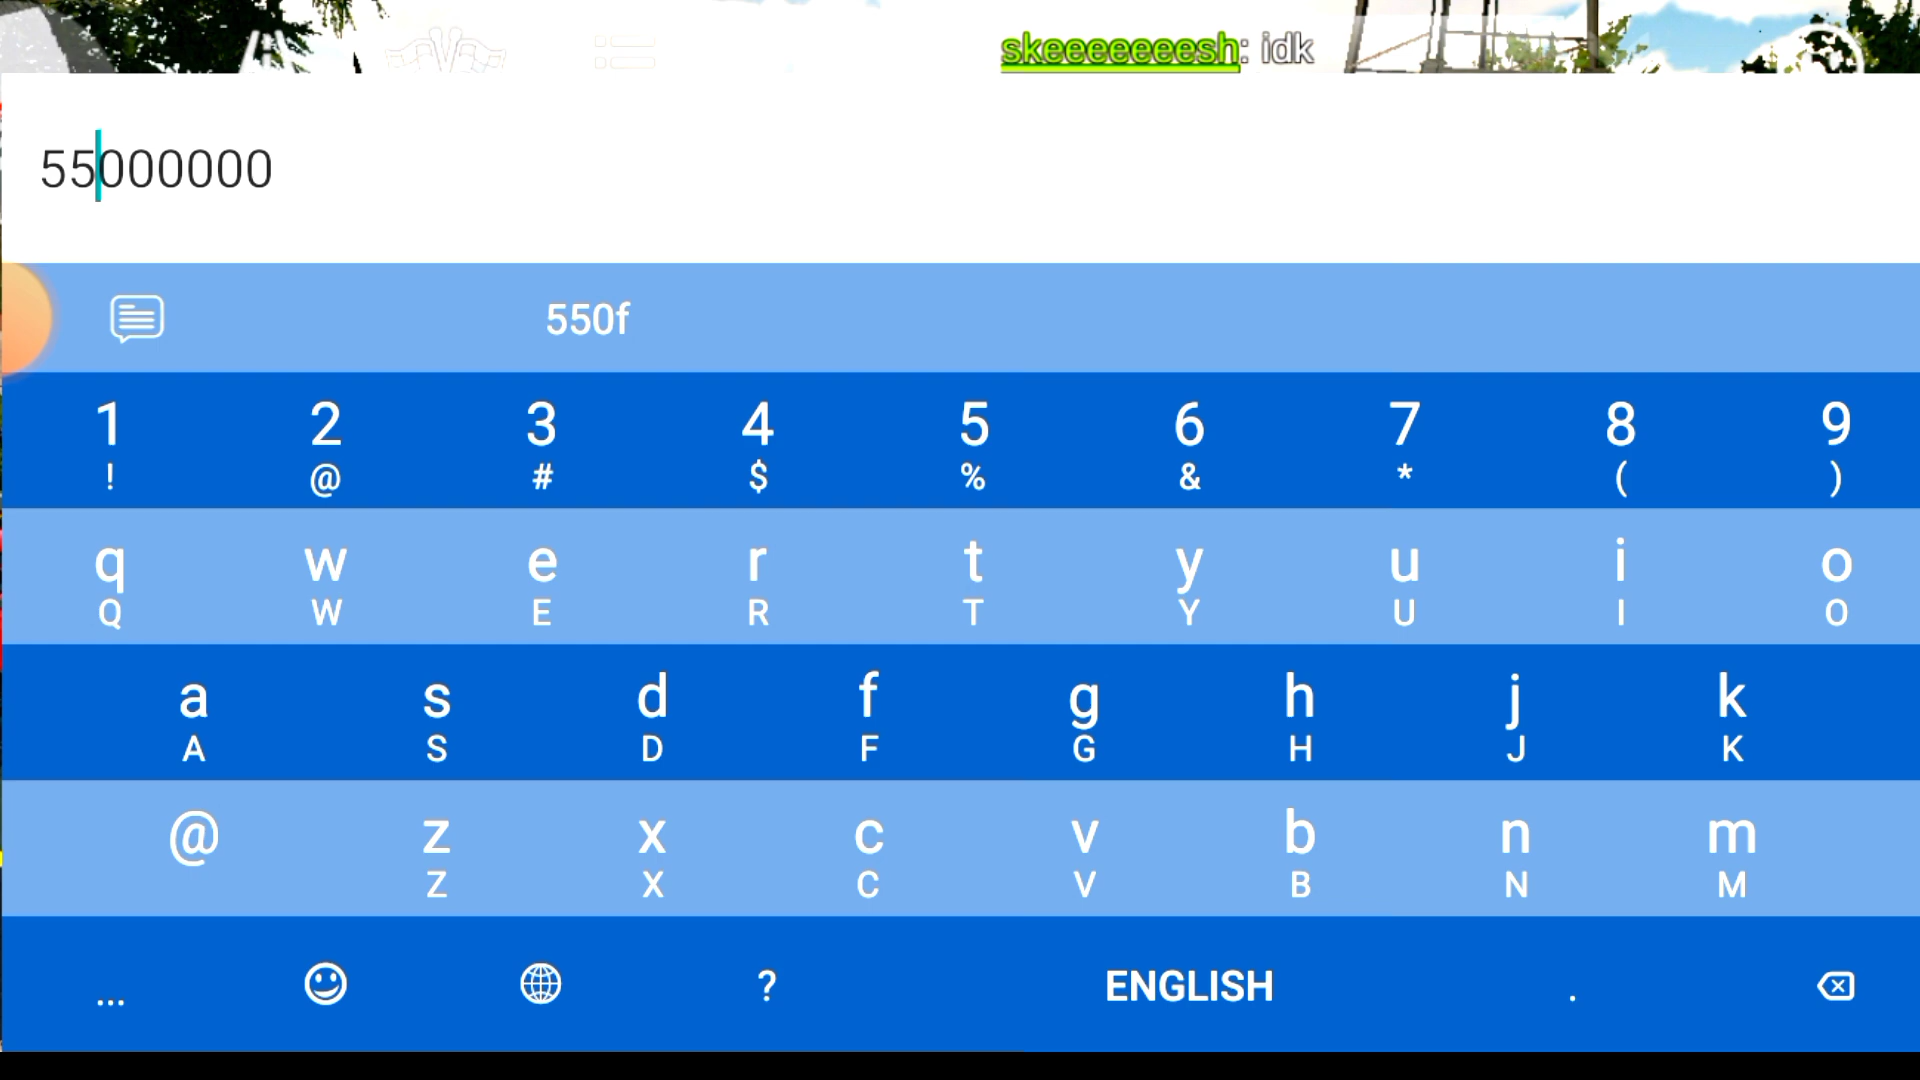 skeeeeeeesh: idk
55000000
550f
1 2 3 4 5 6 7 8 9
! @ # $ % & * ( )
q w e r t y u i o
Q W E R T Y U I O
a s d f g h j k
A S D F G H J K
@ z x c v b n m
Z X C V B N M
... ? ENGLISH .